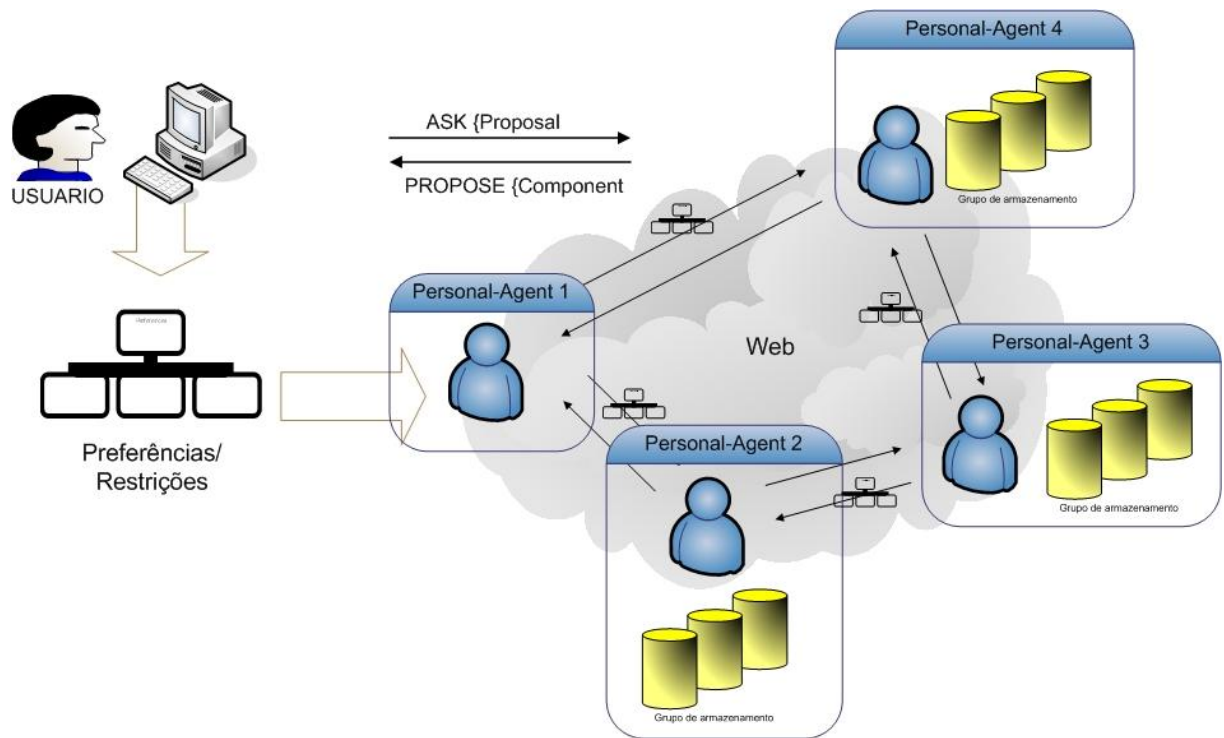 Personal-Agent 4
Grupo de armazenamento
USUARIO
ASK {Proposal
PROPOSE {Component
Personal-Agent 1
Web
Personal-Agent 3
Grupo de armazenamento
Preferências/
Restrições
Personal-Agent 2
Grupo de armazenamento